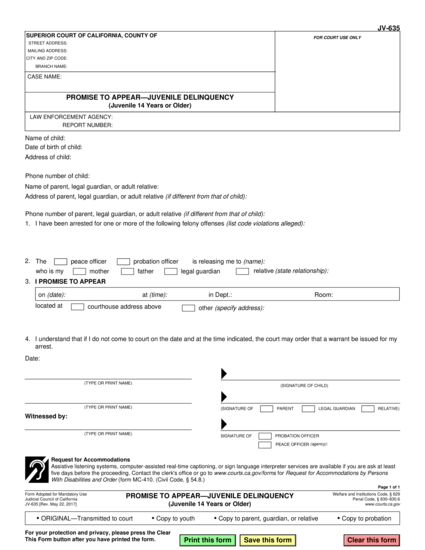 JV-635
SUPERIOR COURT OF CALIFORNIA, COUNTY OF
STREET ADDRESS:
MAILING ADDRESS:
CITY AND ZIP CODE:
BRANCH NAME:
FOR COURT USE ONLY
CASE NAME:
PROMISE TO APPEAR—JUVENILE DELINQUENCY
(Juvenile 14 Years or Older)
LAW ENFORCEMENT AGENCY:
REPORT NUMBER:
Name of child:
Date of birth of child:
Address of child:
Phone number of child:
Name of parent, legal guardian, or adult relative:
Address of parent, legal guardian, or adult relative (if different from that of child):
Phone number of parent, legal guardian, or adult relative (if different from that of child):
1. I have been arrested for one or more of the following felony offenses (list code violations alleged):
2. The peace officer probation officer is releasing me to (name):
who is my mother father legal guardian relative (state relationship):
3. I PROMISE TO APPEAR
on (date): at (time): in Dept.: Room:
located at courthouse address above other (specify address):
4. I understand that if I do not come to court on the date and at the time indicated, the court may order that a warrant be issued for my
arrest.
Date:
(TYPE OR PRINT NAME) (SIGNATURE OF CHILD)
(TYPE OR PRINT NAME) (SIGNATURE OF PARENT LEGAL GUARDIAN RELATIVE)
Witnessed by:
(TYPE OR PRINT NAME) SIGNATURE OF PROBATION OFFICER
PEACE OFFICER (agency):
Request for Accommodations
Assistive listening systems, computer-assisted real-time captioning, or sign language interpreter services are available if you are ask at least
five days before the proceeding. Contact the clerk's office or go to www.courts.ca.gov/forms for Request for Accommodations by Persons
With Disabilities and Order (form MC-410. (Civil Code, § 54.8.)
Page 1 of 1
Form Adopted for Mandatory Use
Judicial Council of California
JV-635 [Rev. May 22, 2017]
PROMISE TO APPEAR—JUVENILE DELINQUENCY
(Juvenile 14 Years or Older)
Welfare and Institutions Code, § 629
Penal Code, § 830–830.6
www.courts.ca.gov
• ORIGINAL—Transmitted to court • Copy to youth • Copy to parent, guardian, or relative • Copy to probation
For your protection and privacy, please press the Clear
This Form button after you have printed the form.
Print this form Save this form Clear this form